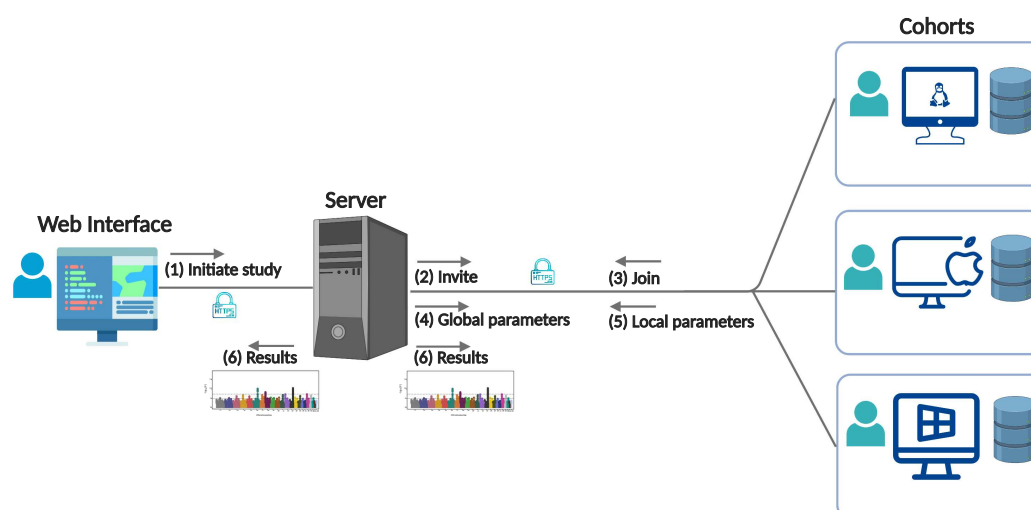 Cohorts
Server
Web Interface
(1) Initiate study
(2) Invite
(3) Join
HTTPS
HTTPS
(4) Global parameters
(5) Local parameters
(6) Results
(6) Results